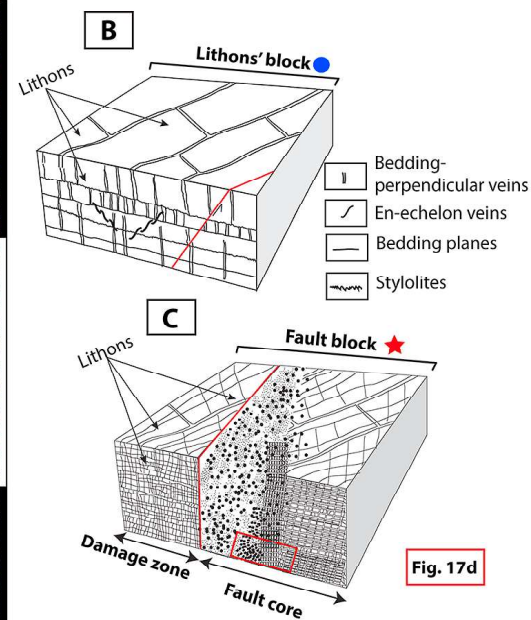 B
Lithons' block
Lithons
Bedding-
perpendicular veins
En-echelon veins
Bedding planes
Stylolites
C
Fault block
Lithons
Damage zone
Fault core
Fig. 17d